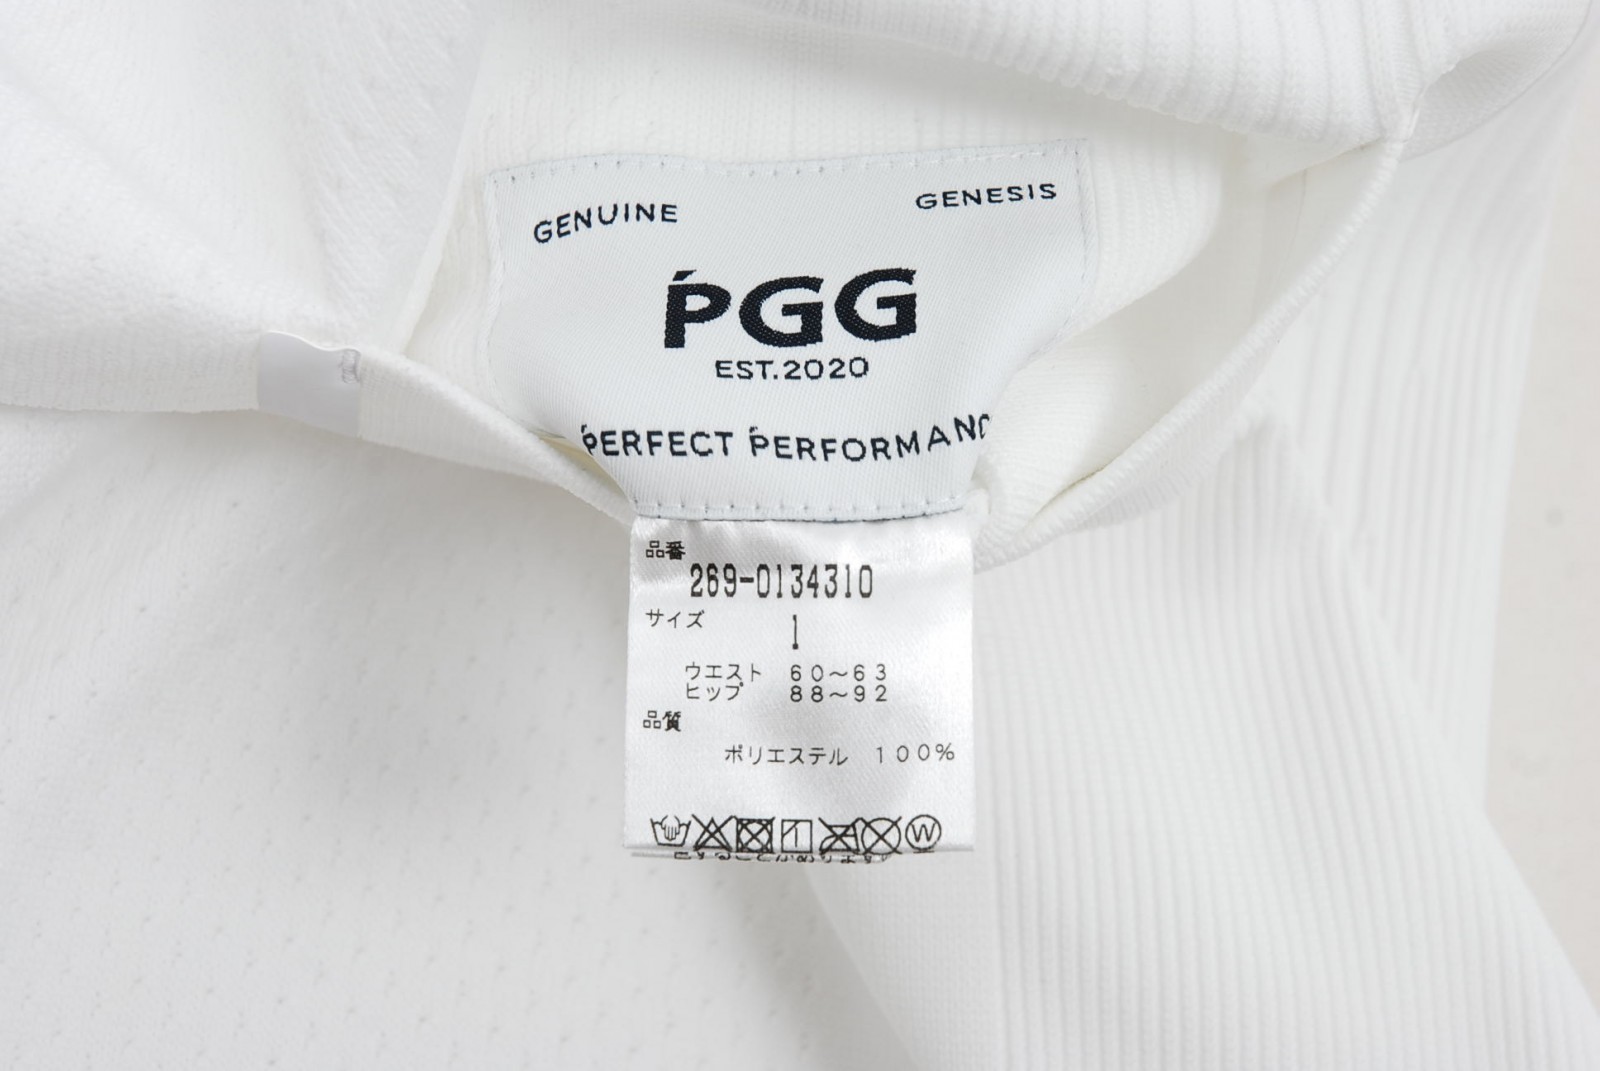 GENUINE GENESIS
PGG
EST.2020
PERFECT PERFORMANC
品番
269-0134310
サイズ
1
ウエスト 60～63
ヒップ 88～92
品質
ポリエステル 100%
W